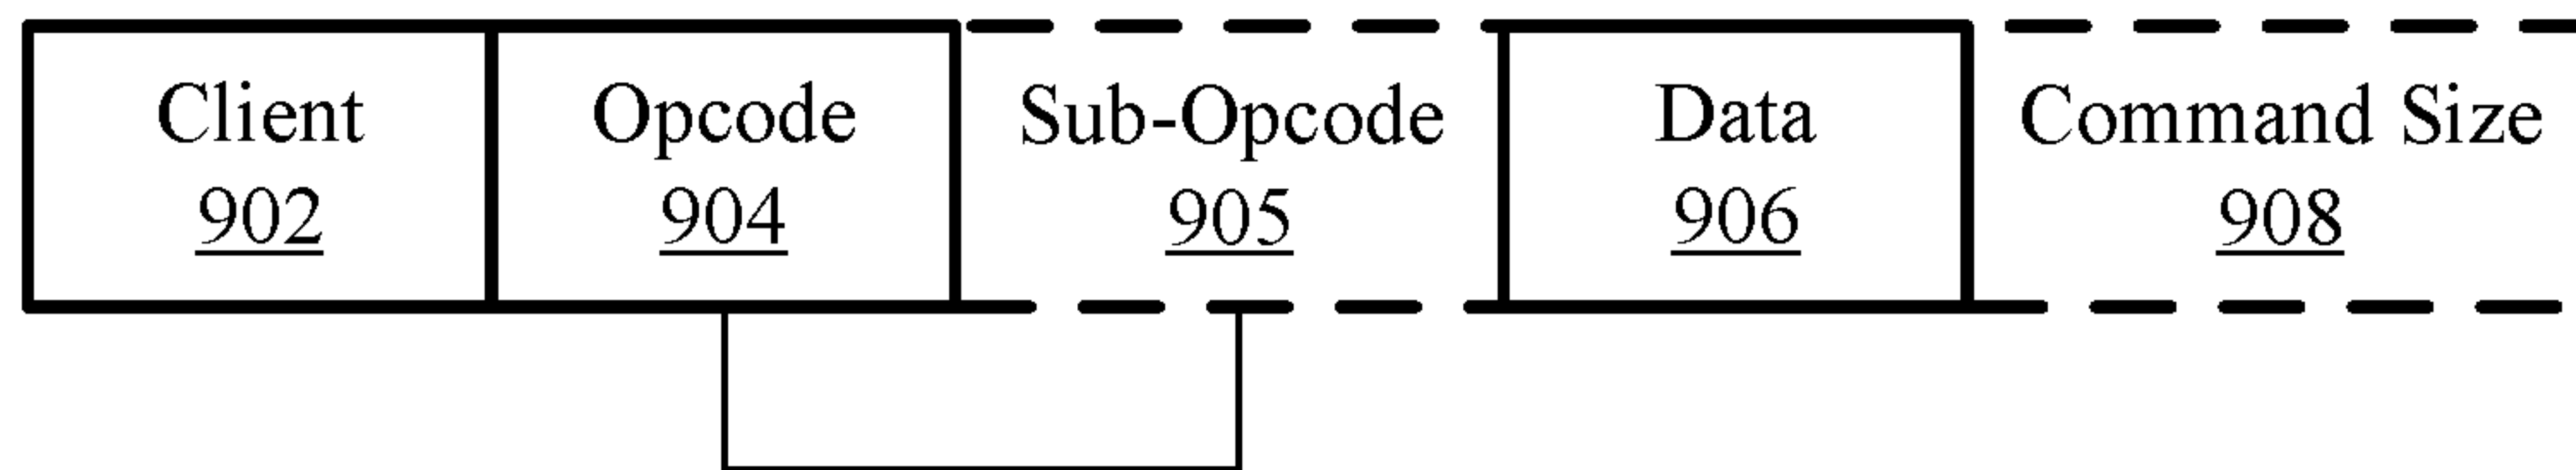 Client Opcode Sub-Opcode Data Command Size
902 904 905 906 908